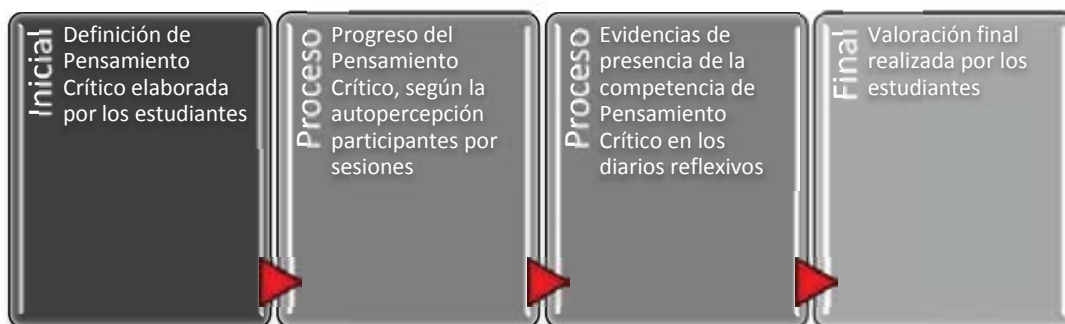 Inicial
Definición de
Pensamiento
Crítico elaborada
por los estudiantes
Proceso
Progreso del
Pensamiento
Crítico, según la
autopercepción
participantes por
sesiones
Proceso
Evidencias de
presencia de la
competencia de
Pensamiento
Crítico en los
diarios reflexivos
Final
Valoración final
realizada por los
estudiantes